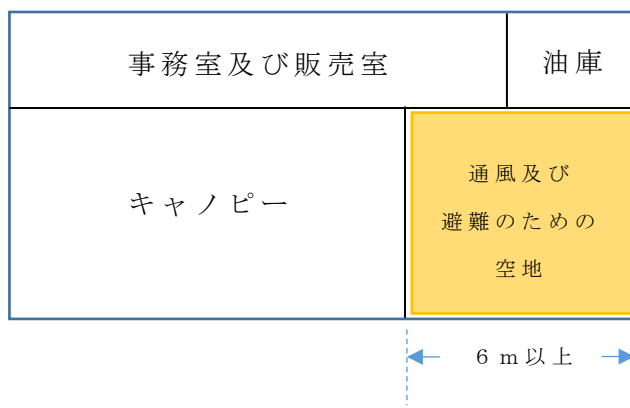 事務室及び販売室
油庫
キャノピー
通風及び
避難のための
空地
6m以上